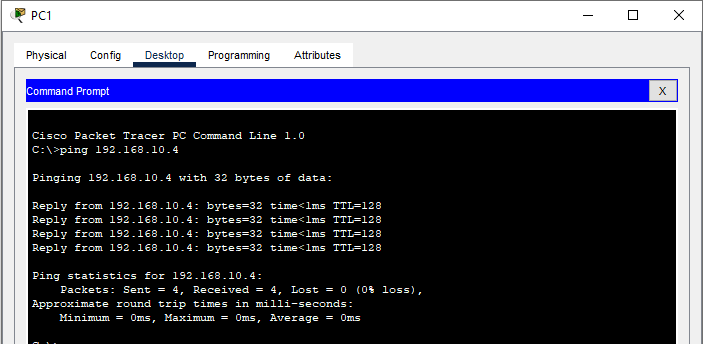 PC1
Physical Config Desktop Programming Attributes
Command Prompt X
Cisco Packet Tracer PC Command Line 1.0
C:\>ping 192.168.10.4
Pinging 192.168.10.4 with 32 bytes of data:
Reply from 192.168.10.4: bytes=32 time<1ms TTL=128
Reply from 192.168.10.4: bytes=32 time<1ms TTL=128
Reply from 192.168.10.4: bytes=32 time<1ms TTL=128
Reply from 192.168.10.4: bytes=32 time<1ms TTL=128
Ping statistics for 192.168.10.4:
Packets: Sent = 4, Received = 4, Lost = 0 (0% loss),
Approximate round trip times in milli-seconds:
Minimum = 0ms, Maximum = 0ms, Average = 0ms